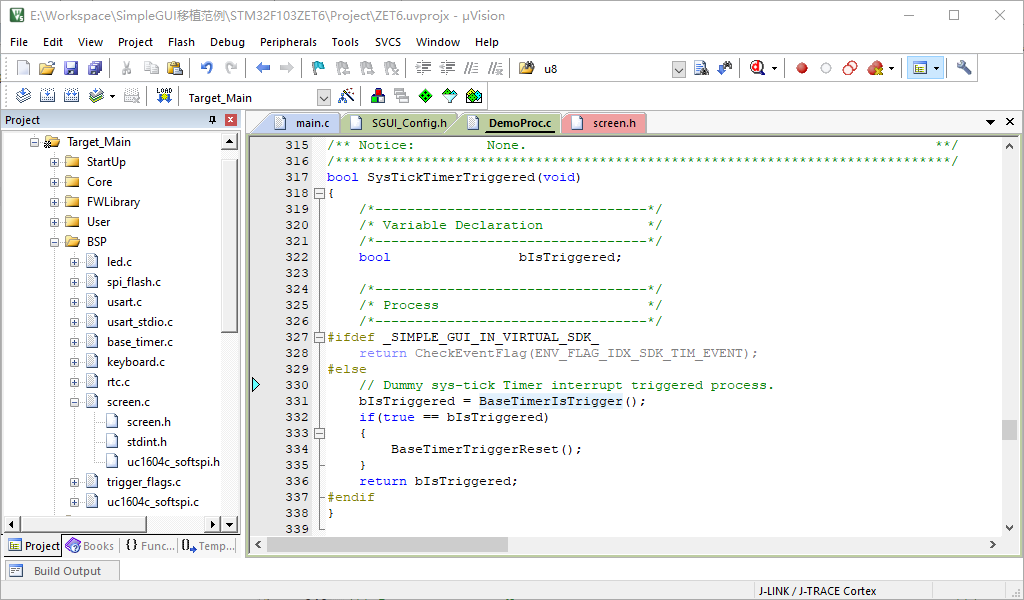 E:\Workspace\SimpleGUI移植范例\STM32F103ZET6\Project\ZET6.uvprojx - µVision
File Edit View Project Flash Debug Peripherals Tools SVCS Window Help
u8
LOAD Target_Main
Project
main.c SGUI_Config.h DemoProc.c screen.h
Target_Main
StartUp
Core
FWLibrary
User
BSP
led.c
spi_flash.c
usart.c
usart_stdio.c
base_timer.c
keyboard.c
rtc.c
screen.c
screen.h
stdint.h
uc1604c_softspi.h
trigger_flags.c
uc1604c_softspi.c
315 /** Notice:         None.                                                    **/
316 /*****************************************************************************/
317 bool SysTickTimerTriggered(void)
318 {
319     /*----------------------------------*/
320     /* Variable Declaration             */
321     /*----------------------------------*/
322     bool                bIsTriggered;
323
324     /*----------------------------------*/
325     /* Process                          */
326     /*----------------------------------*/
327 #ifdef _SIMPLE_GUI_IN_VIRTUAL_SDK_
328     return CheckEventFlag(ENV_FLAG_IDX_SDK_TIM_EVENT);
329 #else
330     // Dummy sys-tick Timer interrupt triggered process.
331     bIsTriggered = BaseTimerIsTrigger();
332     if(true == bIsTriggered)
333     {
334         BaseTimerTriggerReset();
335     }
336     return bIsTriggered;
337 #endif
338 }
339
Project Books {} Func... 0 Temp...
Build Output
J-LINK / J-TRACE Cortex